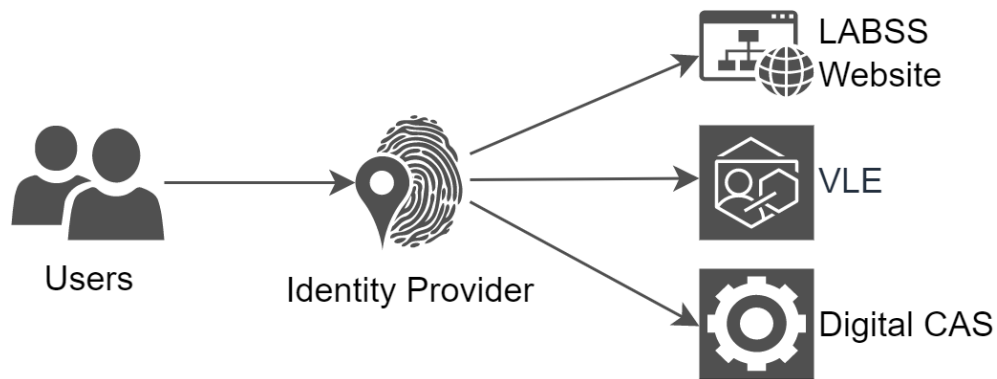 LABSS
Website
VLE
Users
Identity Provider
Digital CAS